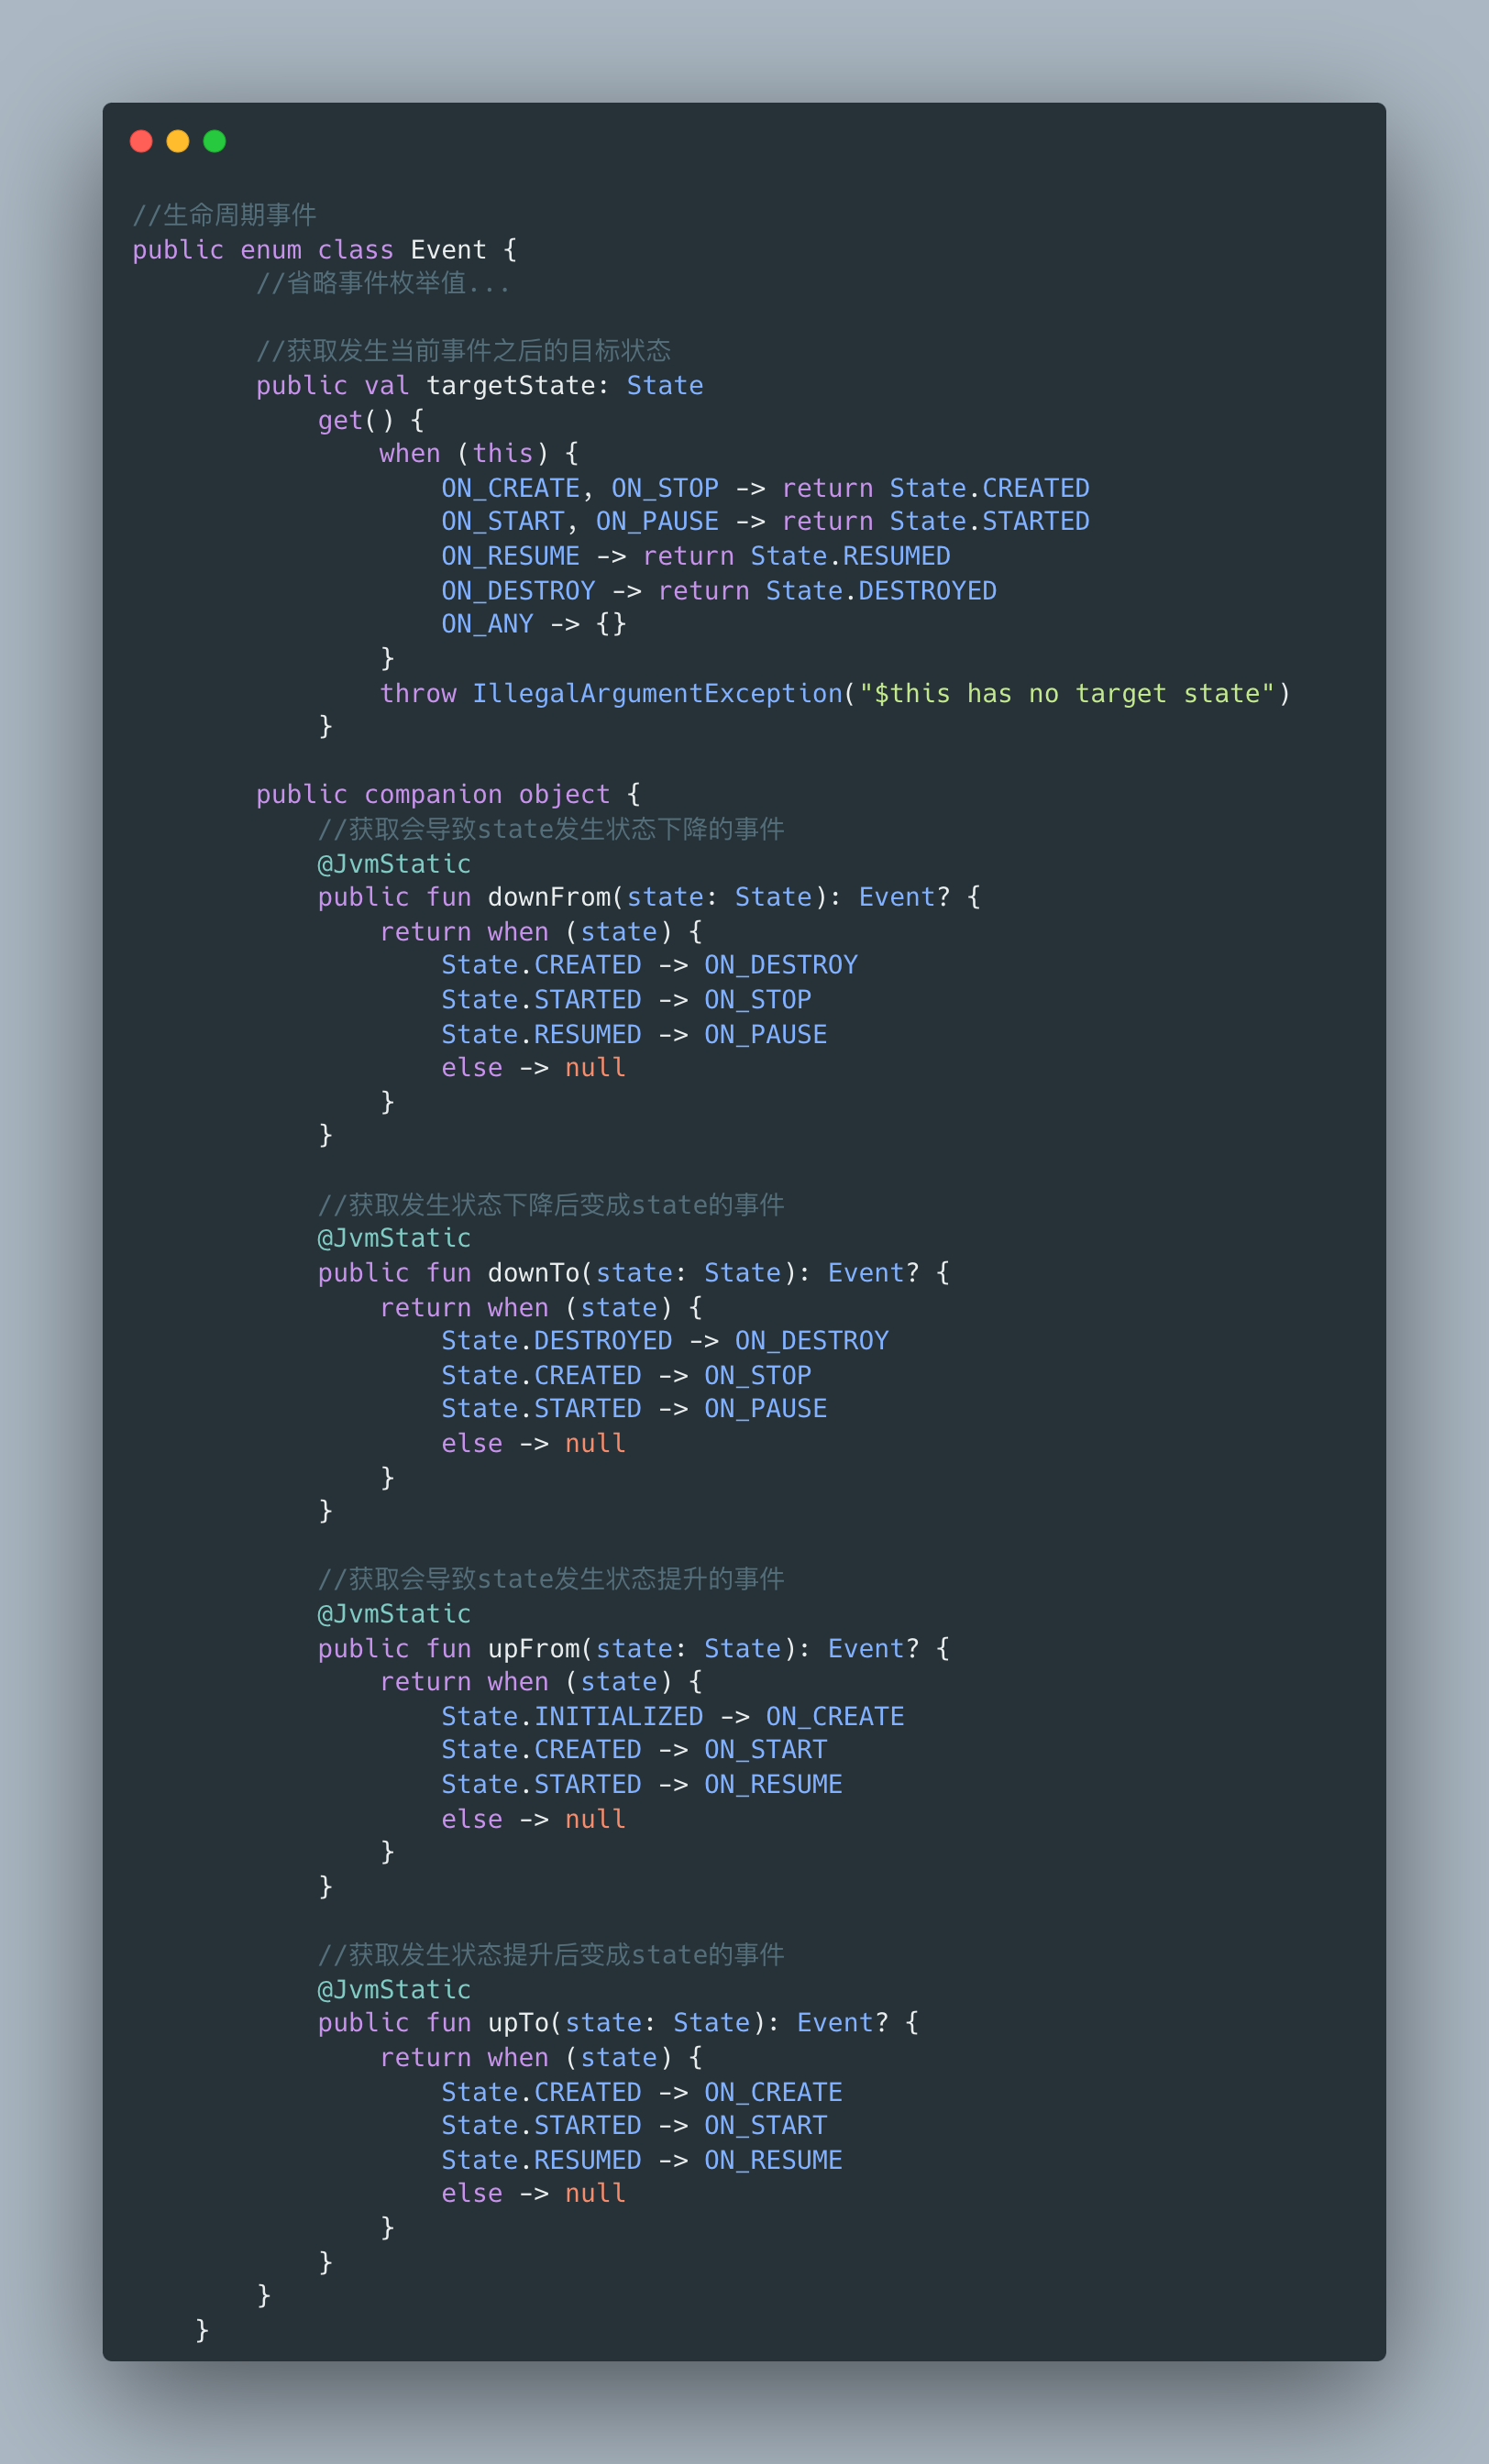 //生命周期事件
public enum class Event {
        //省略事件枚举值...

        //获取发生当前事件之后的目标状态
        public val targetState: State
            get() {
                when (this) {
                    ON_CREATE, ON_STOP -> return State.CREATED
                    ON_START, ON_PAUSE -> return State.STARTED
                    ON_RESUME -> return State.RESUMED
                    ON_DESTROY -> return State.DESTROYED
                    ON_ANY -> {}
                }
                throw IllegalArgumentException("$this has no target state")
            }

        public companion object {
            //获取会导致state发生状态下降的事件
            @JvmStatic
            public fun downFrom(state: State): Event? {
                return when (state) {
                    State.CREATED -> ON_DESTROY
                    State.STARTED -> ON_STOP
                    State.RESUMED -> ON_PAUSE
                    else -> null
                }
            }

            //获取发生状态下降后变成state的事件
            @JvmStatic
            public fun downTo(state: State): Event? {
                return when (state) {
                    State.DESTROYED -> ON_DESTROY
                    State.CREATED -> ON_STOP
                    State.STARTED -> ON_PAUSE
                    else -> null
                }
            }

            //获取会导致state发生状态提升的事件
            @JvmStatic
            public fun upFrom(state: State): Event? {
                return when (state) {
                    State.INITIALIZED -> ON_CREATE
                    State.CREATED -> ON_START
                    State.STARTED -> ON_RESUME
                    else -> null
                }
            }

            //获取发生状态提升后变成state的事件
            @JvmStatic
            public fun upTo(state: State): Event? {
                return when (state) {
                    State.CREATED -> ON_CREATE
                    State.STARTED -> ON_START
                    State.RESUMED -> ON_RESUME
                    else -> null
                }
            }
        }
    }